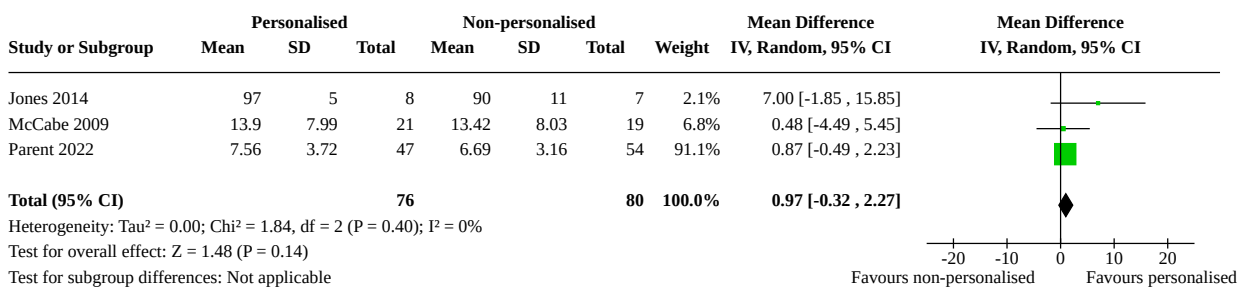 Personalised Non-personalised Mean Difference Mean Difference
Study or Subgroup Mean SD Total Mean SD Total Weight IV, Random, 95% CI IV, Random, 95% CI
Jones 2014 97 5 8 90 11 7 2.1% 7.00 [-1.85 , 15.85]
McCabe 2009 13.9 7.99 21 13.42 8.03 19 6.8% 0.48 [-4.49 , 5.45]
Parent 2022 7.56 3.72 47 6.69 3.16 54 91.1% 0.87 [-0.49 , 2.23]
Total (95% CI) 76 80 100.0% 0.97 [-0.32 , 2.27]
Heterogeneity: Tau² = 0.00; Chi² = 1.84, df = 2 (P = 0.40); I² = 0%
Test for overall effect: Z = 1.48 (P = 0.14)
Test for subgroup differences: Not applicable
-20 -10 0 10 20
Favours non-personalised Favours personalised